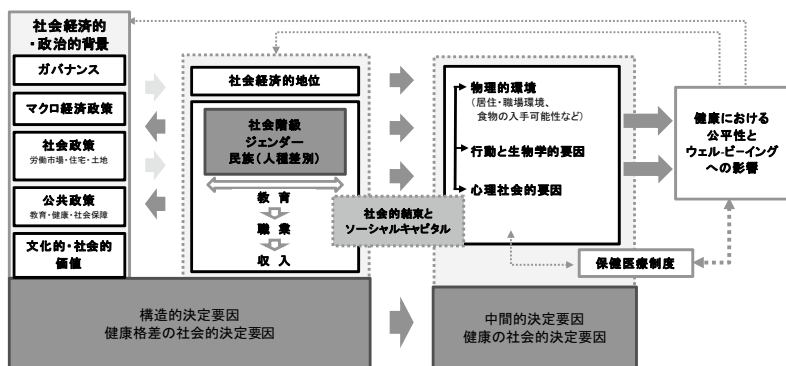 社会経済的
・政治的背景
ガバナンス
マクロ経済政策
社会政策
労働市場・住宅・土地
公共政策
教育・健康・社会保障
文化的・社会的
価値
社会経済的地位
社会階級
ジェンダー
民族(人種差別)
教 育
職 業
収 入
社会的結束と
ソーシャルキャピタル
物理的環境
(居住・職場環境、
食物の入手可能性など)
行動と生物学的要因
心理社会的要因
保健医療制度
健康における
公平性と
ウェル-ビーイング
への影響
構造的決定要因
健康格差の社会的決定要因
中間的決定要因
健康の社会的決定要因